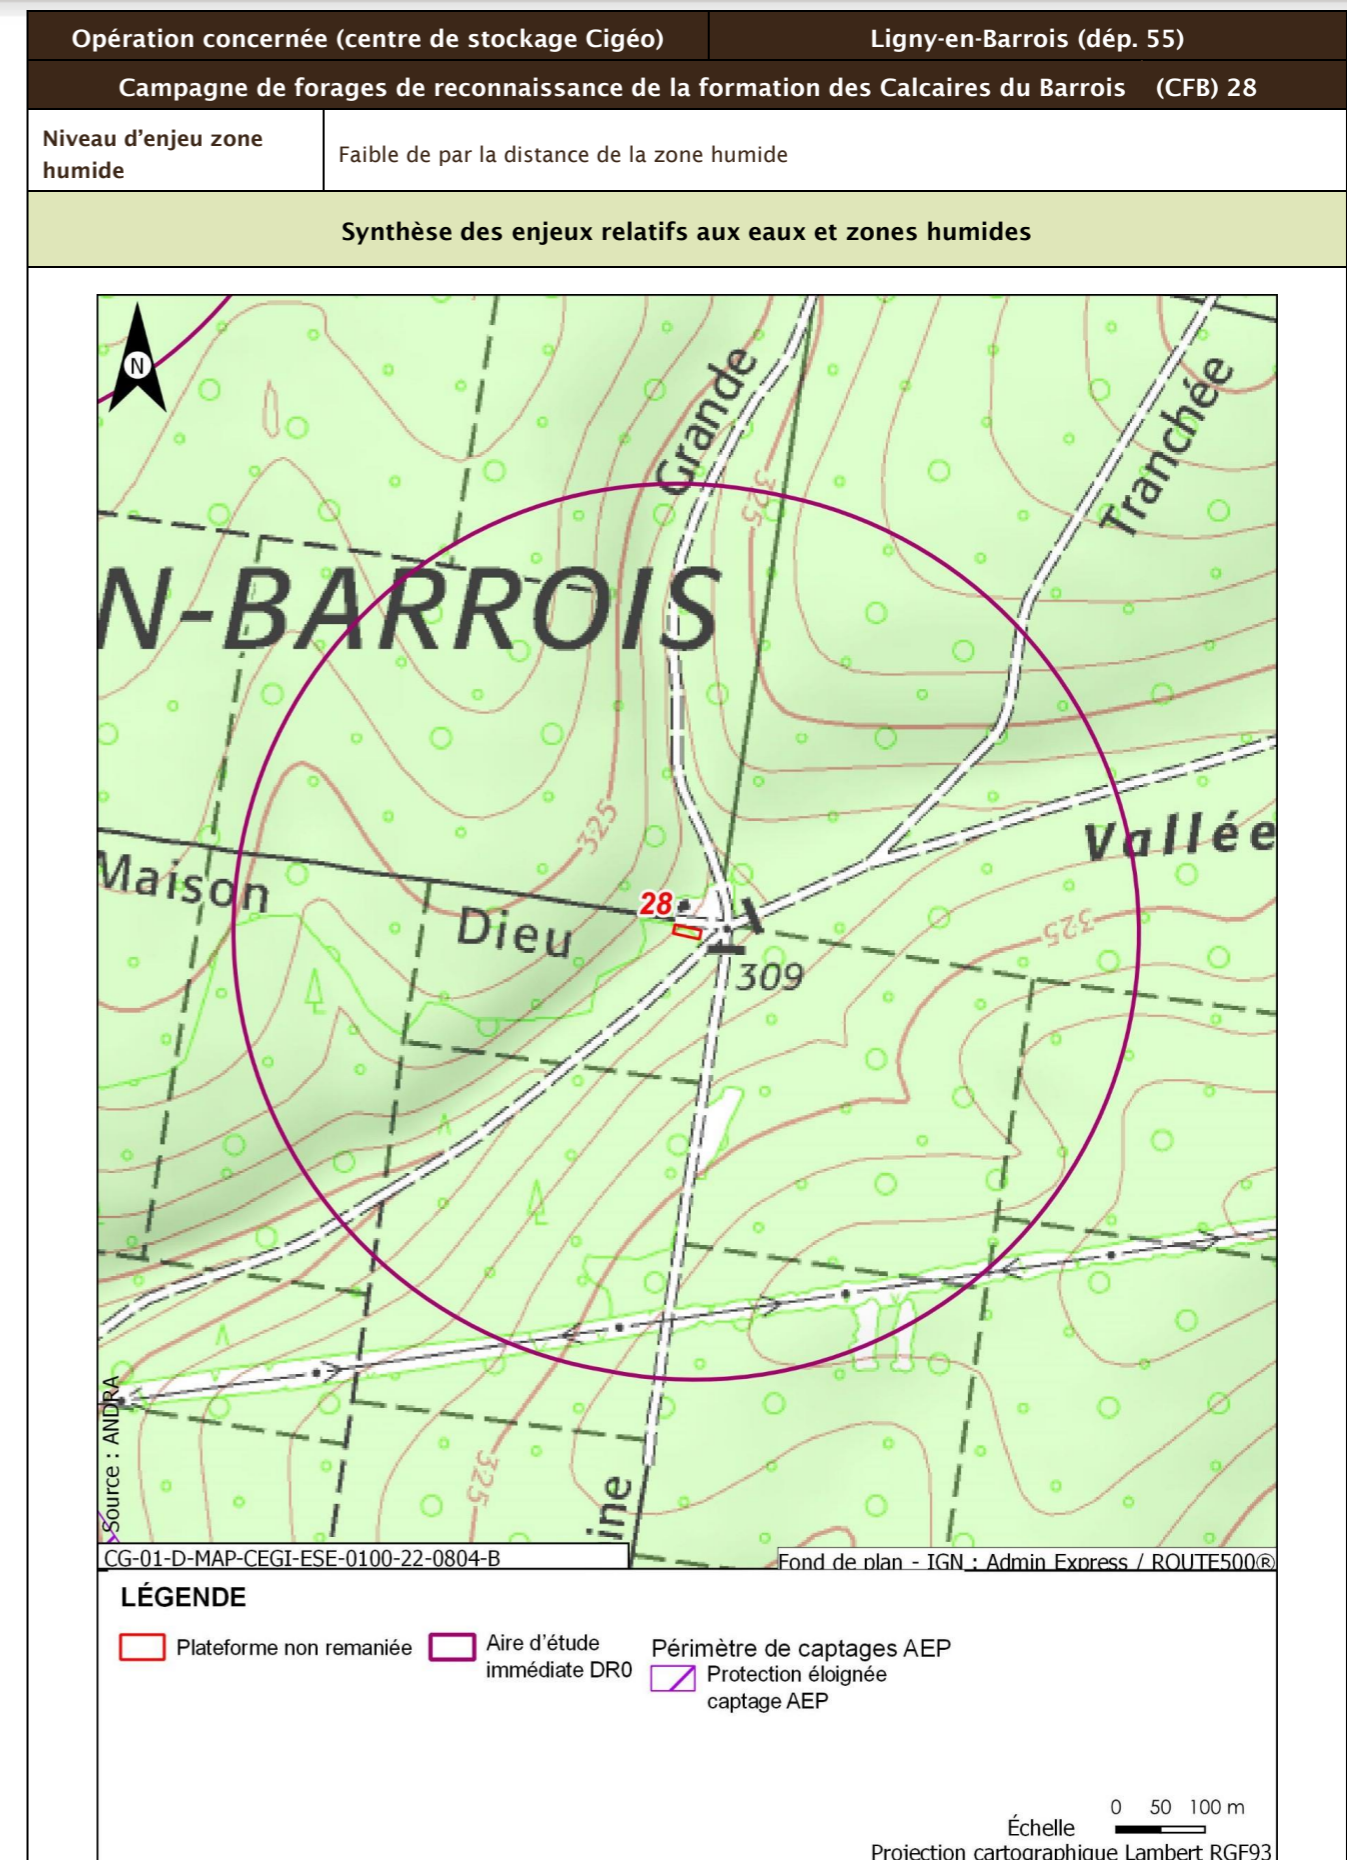 Opération concernée (centre de stockage Cigéo)
Ligny-en-Barrois (dép. 55)
Campagne de forages de reconnaissance de la formation des Calcaires du Barrois (CFB) 28
Niveau d'enjeu zone
humide
Faible de par la distance de la zone humide
Synthèse des enjeux relatifs aux eaux et zones humides
N
Grande
Tranchée
325
N-BARROIS
325
Vallée
Maison
Dieu
28
325
309
325
ine
Source : ANDRA
CG-01-D-MAP-CEGI-ESE-0100-22-0804-B
Fond de plan - IGN : Admin Express / ROUTE500®
LÉGENDE
Plateforme non remaniée
Aire d'étude
immédiate DR0
Périmètre de captages AEP
Protection éloignée
captage AEP
0 50 100 m
Échelle
Projection cartographique Lambert RGF93